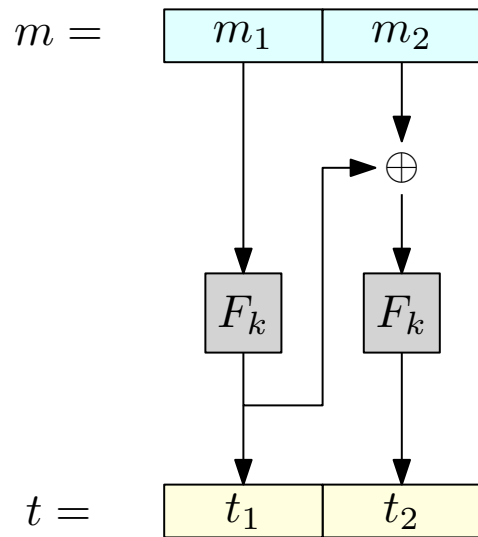 m = m₁ m₂
⊕
Fₖ Fₖ
t = t₁ t₂